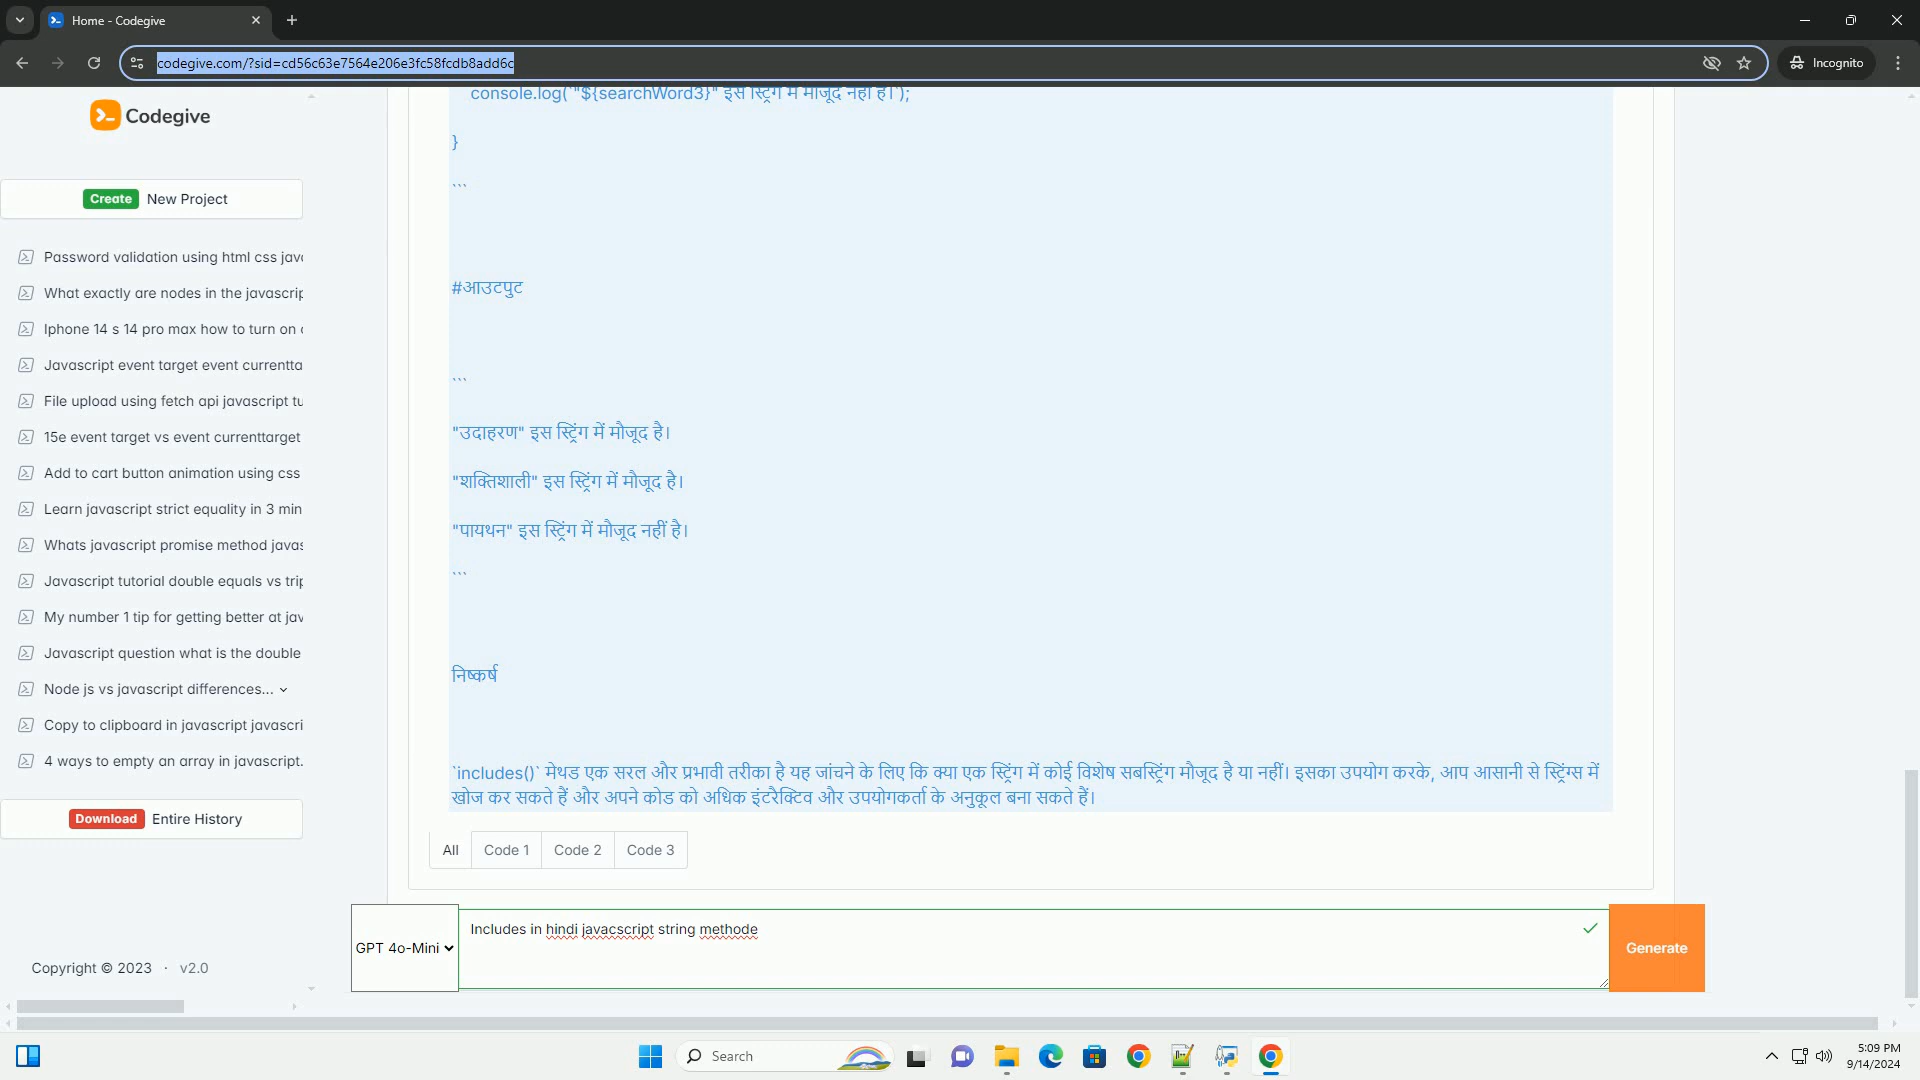 Home - Codegive
codegive.com/?sid=cd56c63e7564e206e3fc58fcdb8add6c
Incognito
Codegive
Create New Project
Password validation using html css java
What exactly are nodes in the javascrip
Iphone 14 s 14 pro max how to turn on
Javascript event target event currentta
File upload using fetch api javascript tu
15e event target vs event currenttarget
Add to cart button animation using css
Learn javascript strict equality in 3 min
Whats javascript promise method javas
Javascript tutorial double equals vs trip
My number 1 tip for getting better at jav
Javascript question what is the double
Node js vs javascript differences...
Copy to clipboard in javascript javascri
4 ways to empty an array in javascript.
Download Entire History
Copyright © 2023 · v2.0
console.log(`"${searchWord3}" इस स्ट्रिंग में मौजूद नहीं है।`);
}
```
#आउटपुट
```
"उदाहरण" इस स्ट्रिंग में मौजूद है।
"शक्तिशाली" इस स्ट्रिंग में मौजूद है।
"पायथन" इस स्ट्रिंग में मौजूद नहीं है।
```
निष्कर्ष
`includes()` मेथड एक सरल और प्रभावी तरीका है यह जांचने के लिए कि क्या एक स्ट्रिंग में कोई विशेष सबस्ट्रिंग मौजूद है या नहीं। इसका उपयोग करके, आप आसानी से स्ट्रिंग्स में
खोज कर सकते हैं और अपने कोड को अधिक इंटरैक्टिव और उपयोगकर्ता के अनुकूल बना सकते हैं।
All Code 1 Code 2 Code 3
GPT 4o-Mini
Includes in hindi javacscript string methode
Generate
Search
5:09 PM
9/14/2024